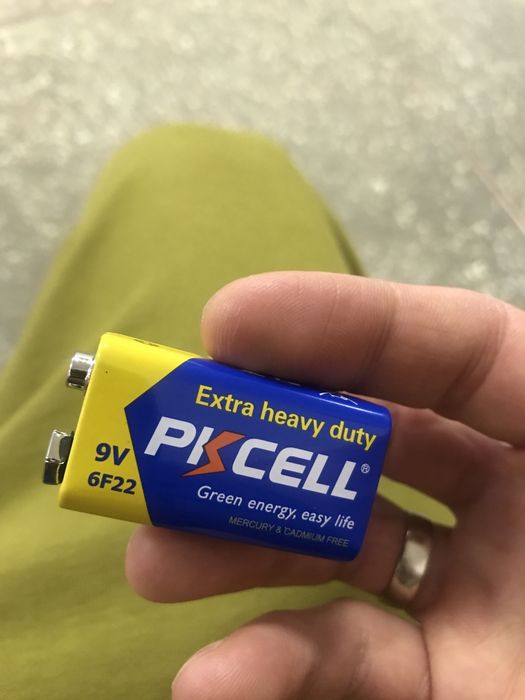 Extra heavy duty
PKCELL®
9V
6F22
Green energy, easy life
MERCURY & CADMIUM FREE